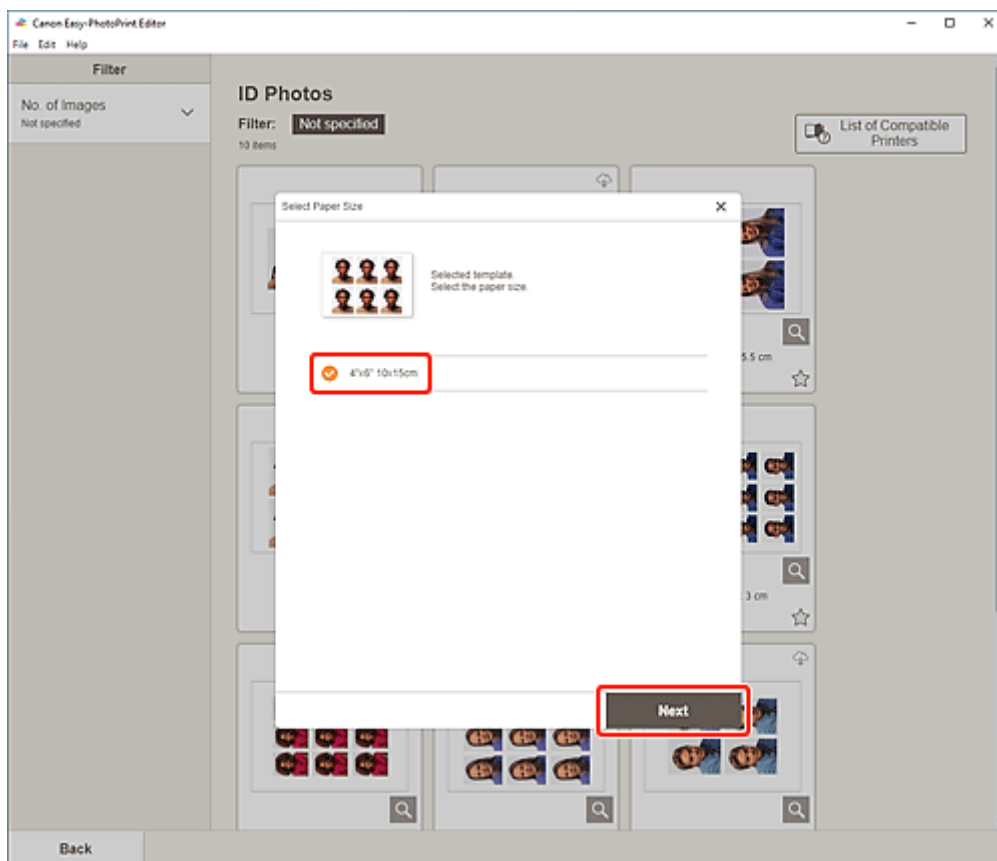 Canon Easy-PhotoPrint Editor
File Edit Help
Filter
No. of Images
Not specified
ID Photos
Filter: Not specified
10 items
List of Compatible
Printers
Select Paper Size
Selected template.
Select the paper size.
4"x6" 10x15cm
5.5 cm
3 cm
Next
Back